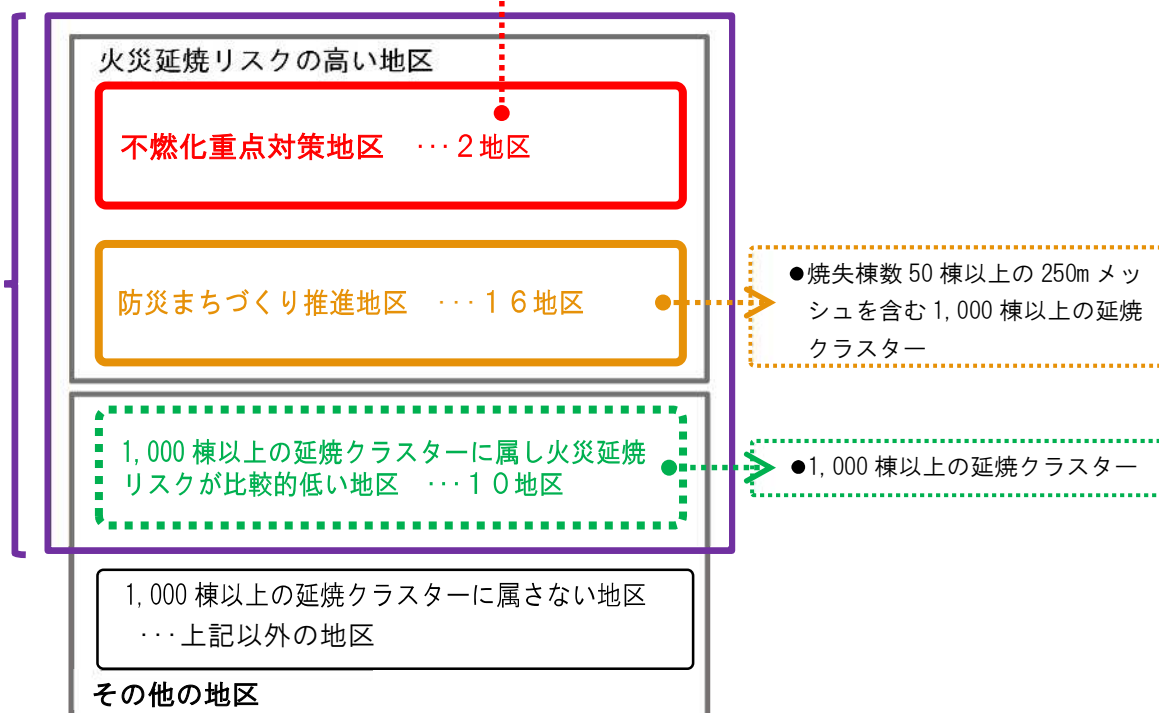 火災延焼リスクの高い地区
不燃化重点対策地区 ･･･２地区
防災まちづくり推進地区 ･･･１６地区
●焼失棟数 50 棟以上の 250m メッ
シュを含む 1,000 棟以上の延焼
クラスター
1,000 棟以上の延焼クラスターに属し火災延焼
リスクが比較的低い地区 ･･･１０地区
●1,000 棟以上の延焼クラスター
1,000 棟以上の延焼クラスターに属さない地区
･･･上記以外の地区
その他の地区